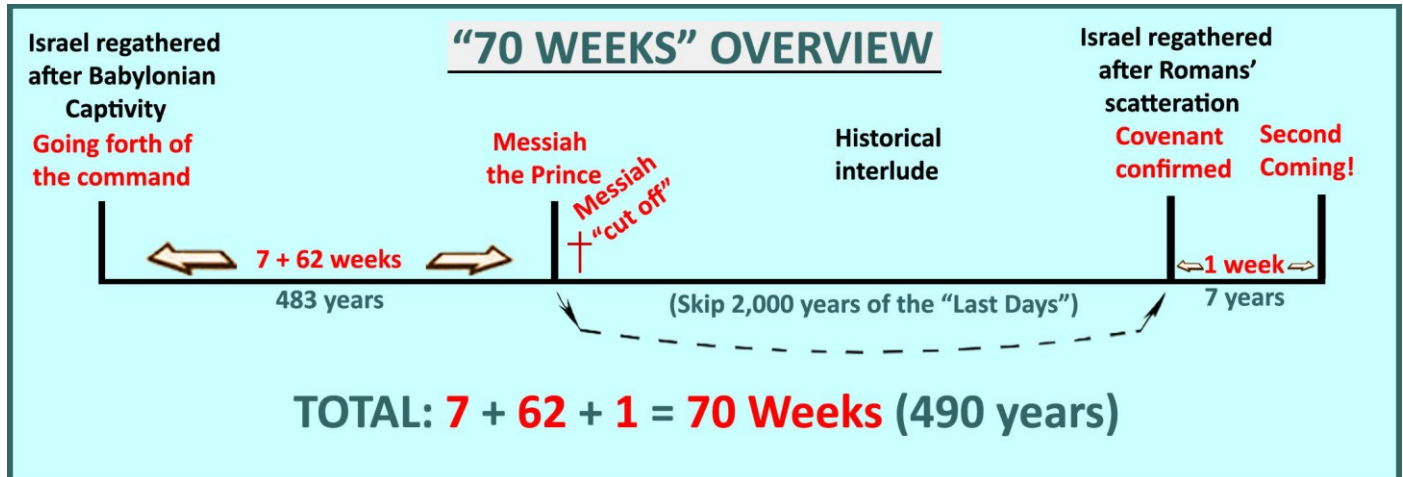 “70 WEEKS” OVERVIEW
Israel regathered
after Babylonian
Captivity
Going forth of
the command
Messiah
the Prince
Messiah
“cut off”
Historical
interlude
Israel regathered
after Romans’
scatteration
Covenant
confirmed
Second
Coming!
7 + 62 weeks
483 years
(Skip 2,000 years of the “Last Days”)
1 week
7 years
TOTAL: 7 + 62 + 1 = 70 Weeks (490 years)